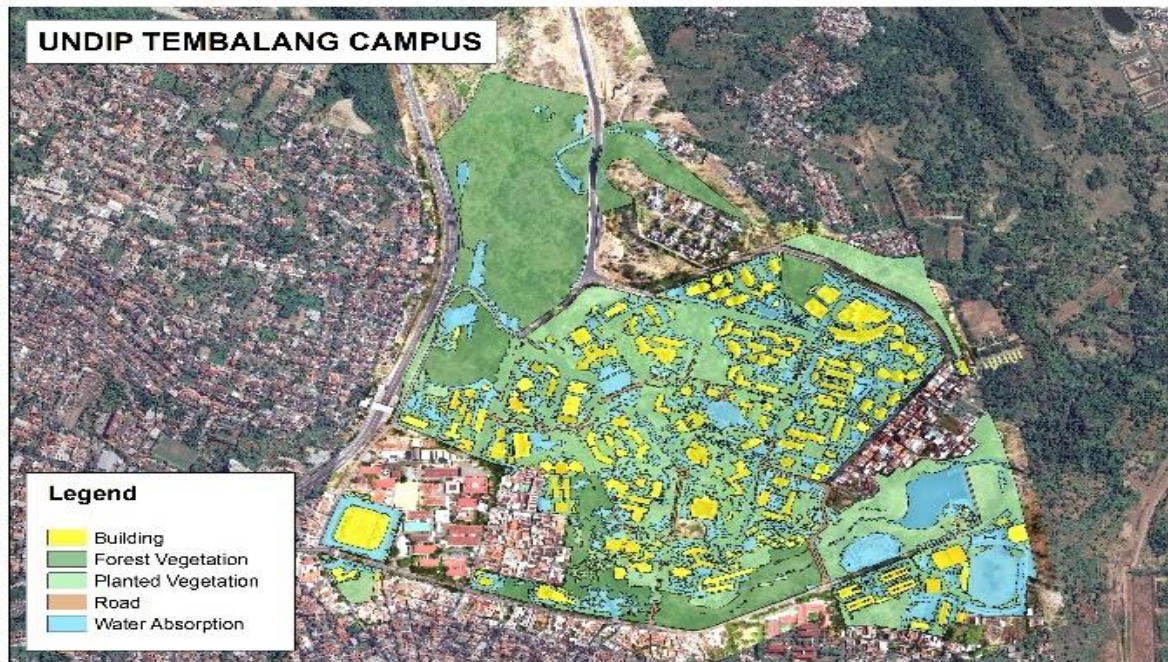 UNDIP TEMBALANG CAMPUS
Legend
Building
Forest Vegetation
Planted Vegetation
Road
Water Absorption